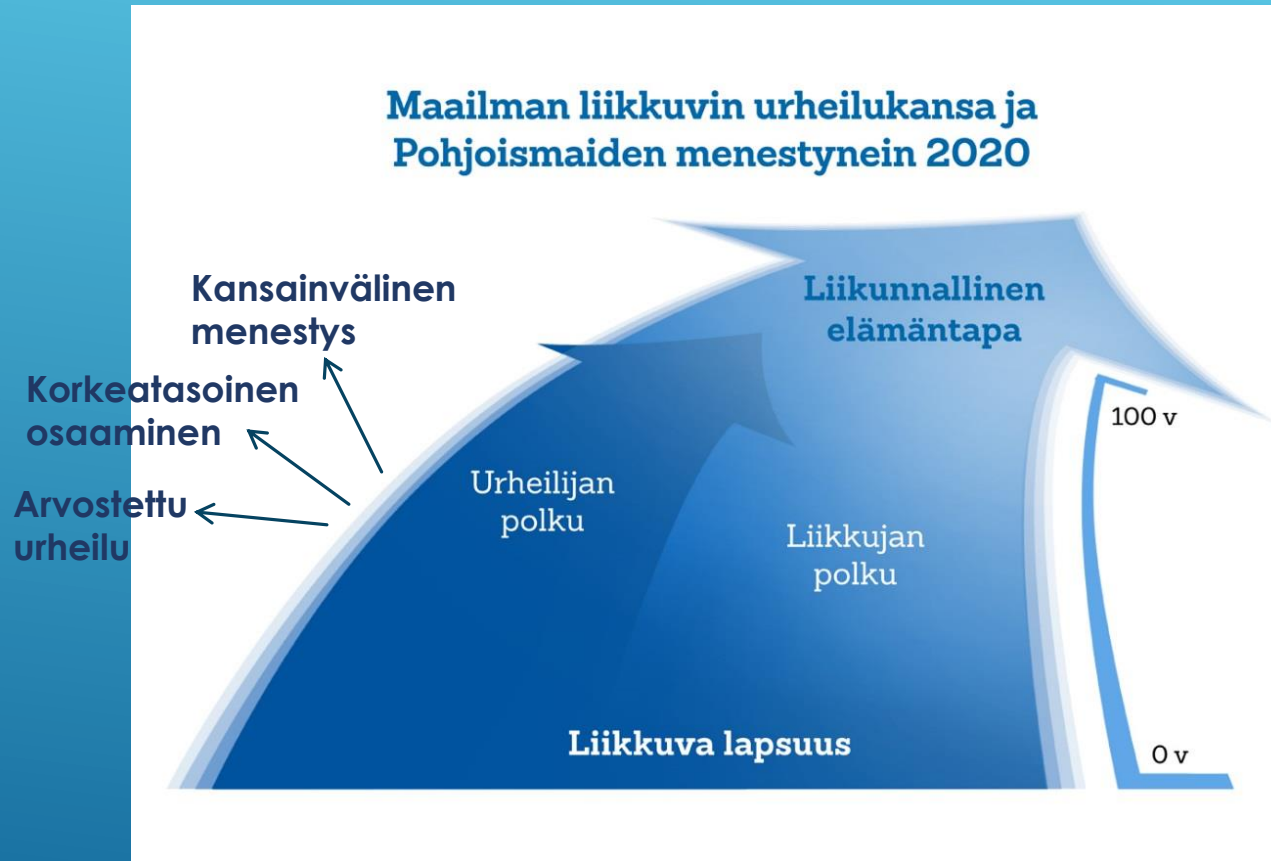 Maailman liikkuvin urheilukansa ja
Pohjoismaiden menestynein 2020
Kansainvälinen
menestys
Korkeatasoinen
osaaminen
Arvostettu
urheilu
Liikunnallinen
elämäntapa
Urheilijan
polku
Liikkujan
polku
Liikkuva lapsuus
100 v
0 v